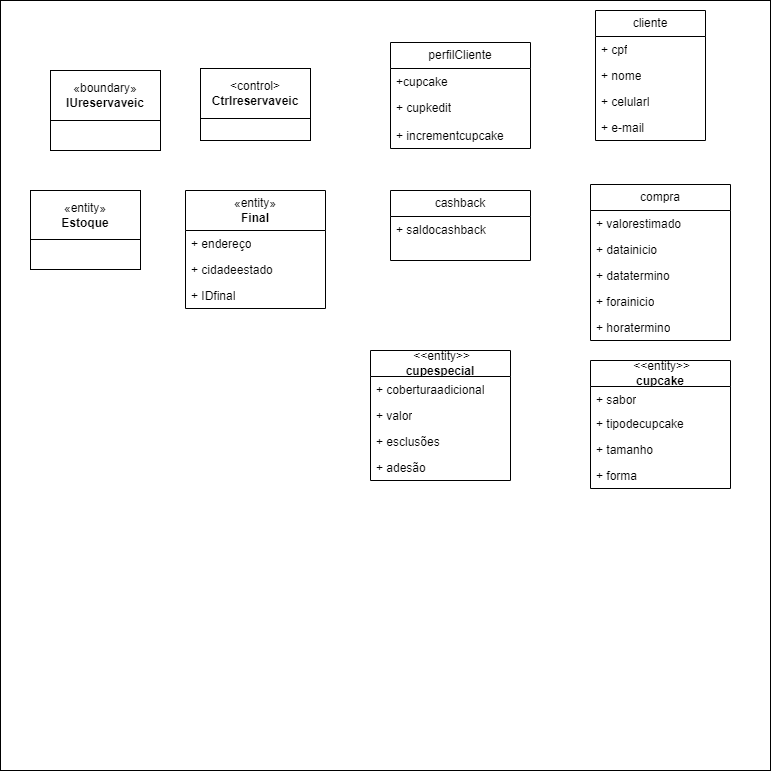 «boundary»
IUreservaveic
<control>
CtrIreservaveic
perfilCliente
+cupcake
+ cupkedit
+ incrementcupcake
cliente
+ cpf
+ nome
+ celularl
+ e-mail
«entity»
Estoque
«entity»
Final
+ endereço
+ cidadeestado
+ IDfinal
cashback
+ saldocashback
compra
+ valorestimado
+ datainicio
+ datatermino
+ forainicio
+ horatermino
<<entity>>
cupespecial
+ coberturaadicional
+ valor
+ esclusões
+ adesão
<<entity>>
cupcake
+ sabor
+ tipodecupcake
+ tamanho
+ forma